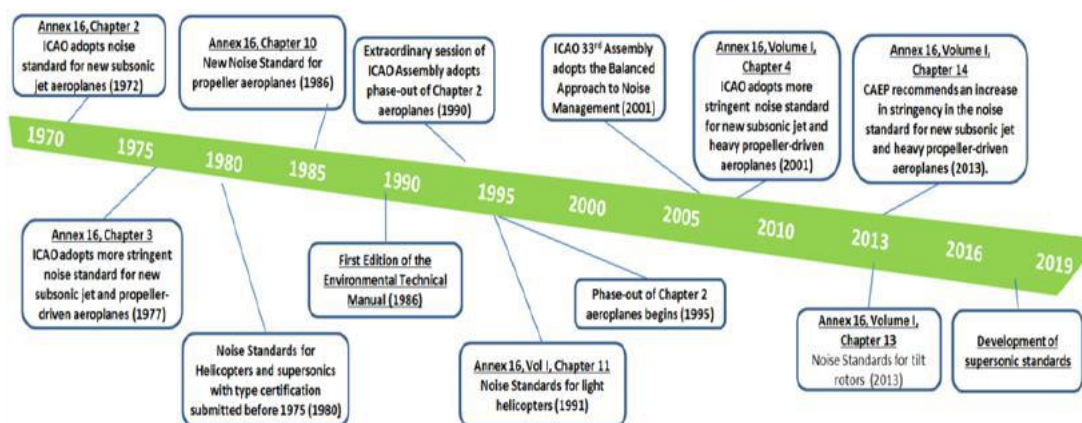 Annex 16, Chapter 2
ICAO adopts noise
standard for new subsonic
jet aeroplanes (1972)
Annex 16, Chapter 10
New Noise Standard for
propeller aeroplanes
(1986)
Extraordinary session of
ICAO Assembly adopts
phase-out of Chapter 2
aeroplanes (1990)
ICAO 33rd Assembly
adopts the Balanced
Approach to Noise
Management (2001)
Annex 16, Volume I,
Chapter 4
ICAO adopts more
stringent noise standard
for new subsonic jet and
heavy propeller-driven
aeroplanes (2001)
Annex 16, Volume I,
Chapter 14
CAEP recommends an
increase in stringency in the
noise standard for new
subsonic jet and heavy
propeller-driven
aeroplanes (2013).
1970
1975
1980
1985
1990
1995
2000
2005
2010
2013
2016
2019
Annex 16, Chapter 3
ICAO adopts more stringent
noise standard for new
subsonic jet and propeller-
driven aeroplanes (1977)
Noise Standards for
Helicopters and supersonics
with type certification
submitted before 1975 (1980)
First Edition of the
Environmental Technical
Manual (1986)
Annex 16, Vol I, Chapter 11
Noise Standards for light
helicopters (1991)
Phase-out of Chapter 2
aeroplanes begins (1995)
Annex 16, Volume I,
Chapter 13
Noise Standards for tilt
rotors (2013)
Development of
supersonic standards